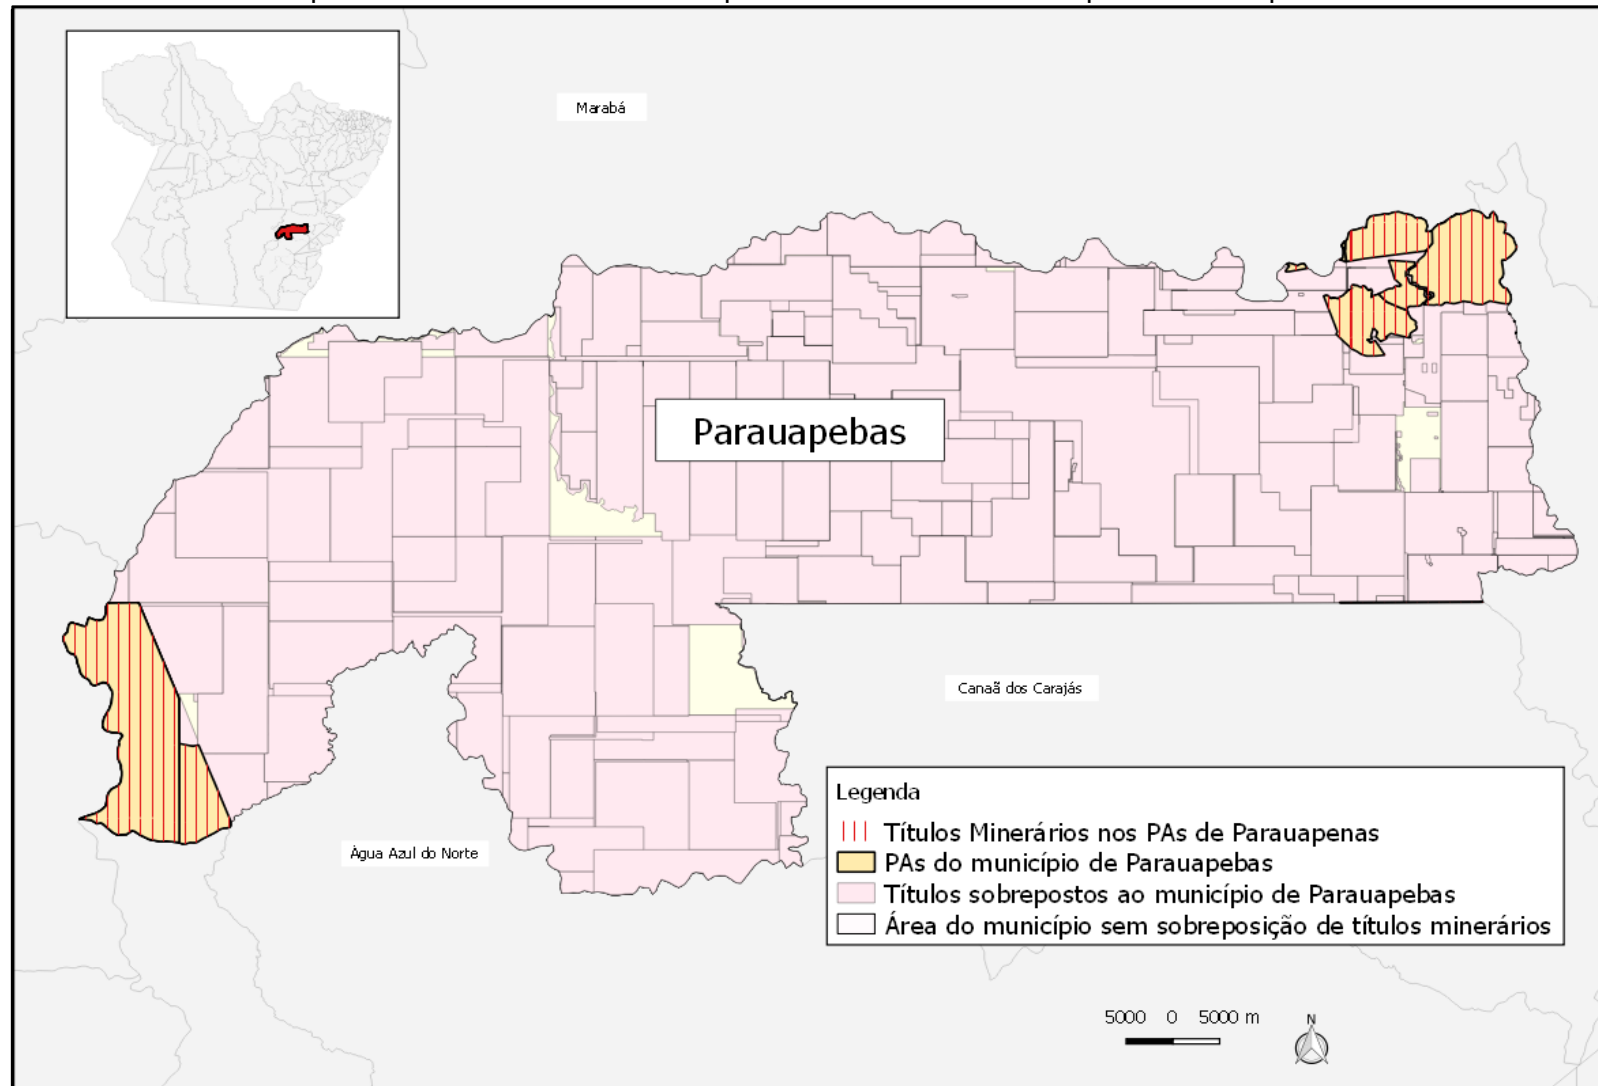 Marabá
Parauapebas
Canaã dos Carajás
Água Azul do Norte
Legenda
Títulos Minerários nos PAs de Parauapenas
PAs do município de Parauapebas
Títulos sobrepostos ao município de Parauapebas
Área do município sem sobreposição de títulos minerários
5000 0 5000 m
N